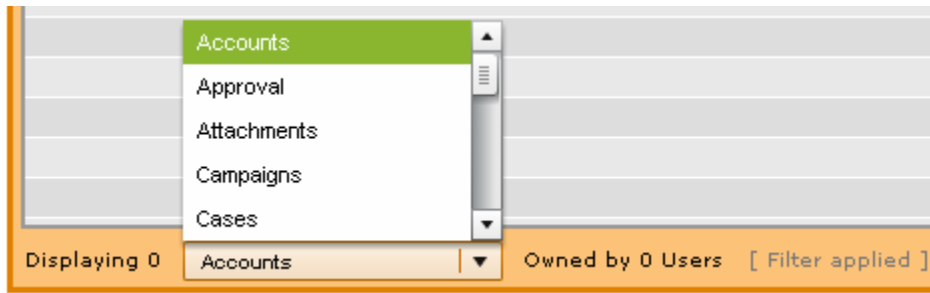 Accounts
Approval
Attachments
Campaigns
Cases
Displaying 0 Accounts Owned by 0 Users [ Filter applied ]